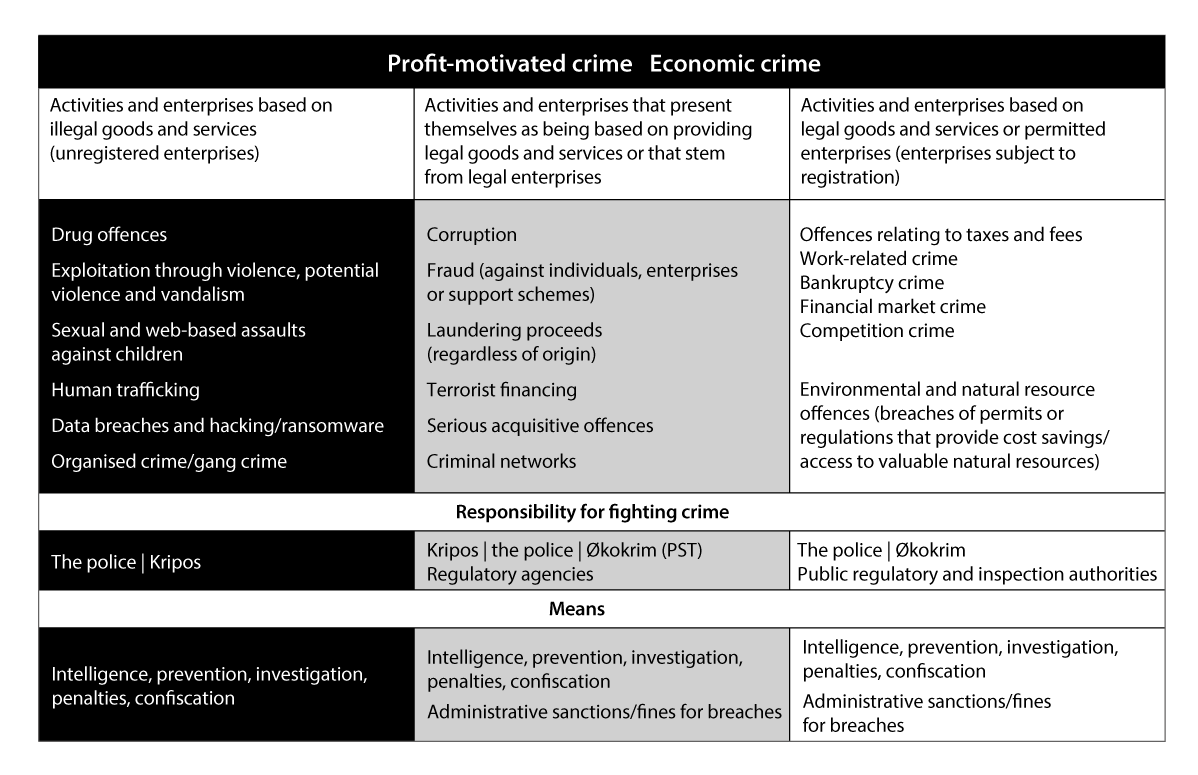 Profit-motivated crime Economic crime
Activities and enterprises based on
illegal goods and services
(unregistered enterprises)
Activities and enterprises that present
themselves as being based on providing
legal goods and services or that stem
from legal enterprises
Activities and enterprises based on
legal goods and services or permitted
enterprises (enterprises subject to
registration)
Drug offences
Exploitation through violence, potential
violence and vandalism
Sexual and web-based assaults
against children
Human trafficking
Data breaches and hacking/ransomware
Organised crime/gang crime
Corruption
Fraud (against individuals, enterprises
or support schemes)
Laundering proceeds
(regardless of origin)
Terrorist financing
Serious acquisitive offences
Criminal networks
Offences relating to taxes and fees
Work-related crime
Bankruptcy crime
Financial market crime
Competition crime
Environmental and natural resource
offences (breaches of permits or
regulations that provide cost savings/
access to valuable natural resources)
Responsibility for fighting crime
The police | Kripos
Kripos | the police | Økokrim (PST)
Regulatory agencies
The police | Økokrim
Public regulatory and inspection authorities
Means
Intelligence, prevention, investigation,
penalties, confiscation
Intelligence, prevention, investigation,
penalties, confiscation
Administrative sanctions/fines for breaches
Intelligence, prevention, investigation,
penalties, confiscation
Administrative sanctions/fines
for breaches